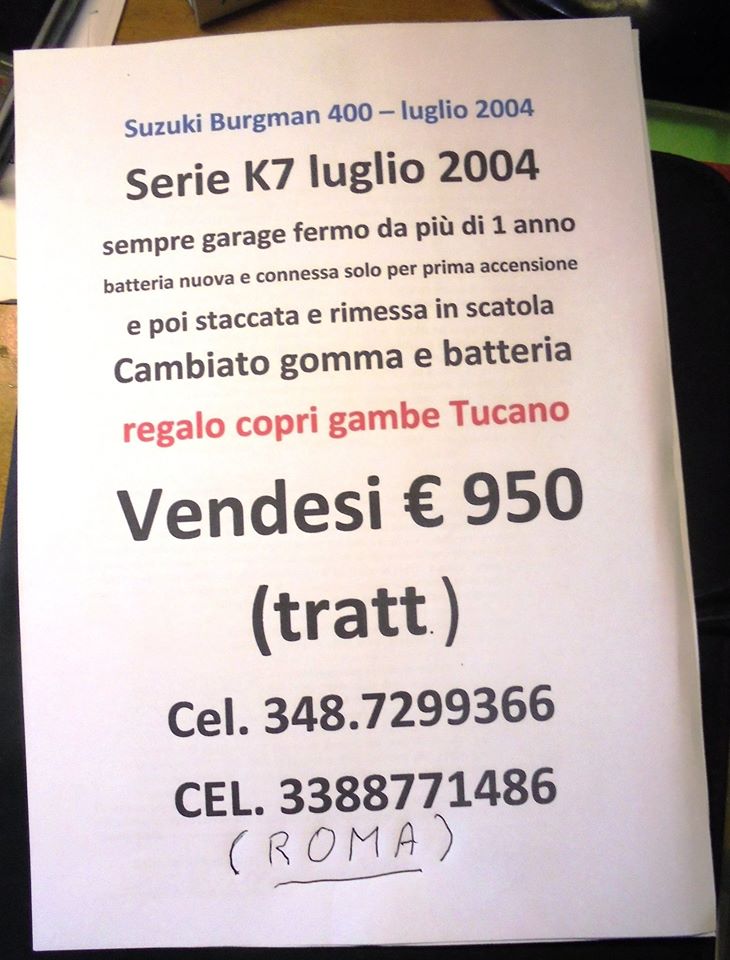 Suzuki Burgman 400 – luglio 2004
Serie K7 luglio 2004
sempre garage fermo da più di 1 anno
batteria nuova e connessa solo per prima accensione
e poi staccata e rimessa in scatola
Cambiato gomma e batteria
regalo copri gambe Tucano
Vendesi € 950
(tratt.)
Cel. 348.7299366
CEL. 3388771486
(ROMA)